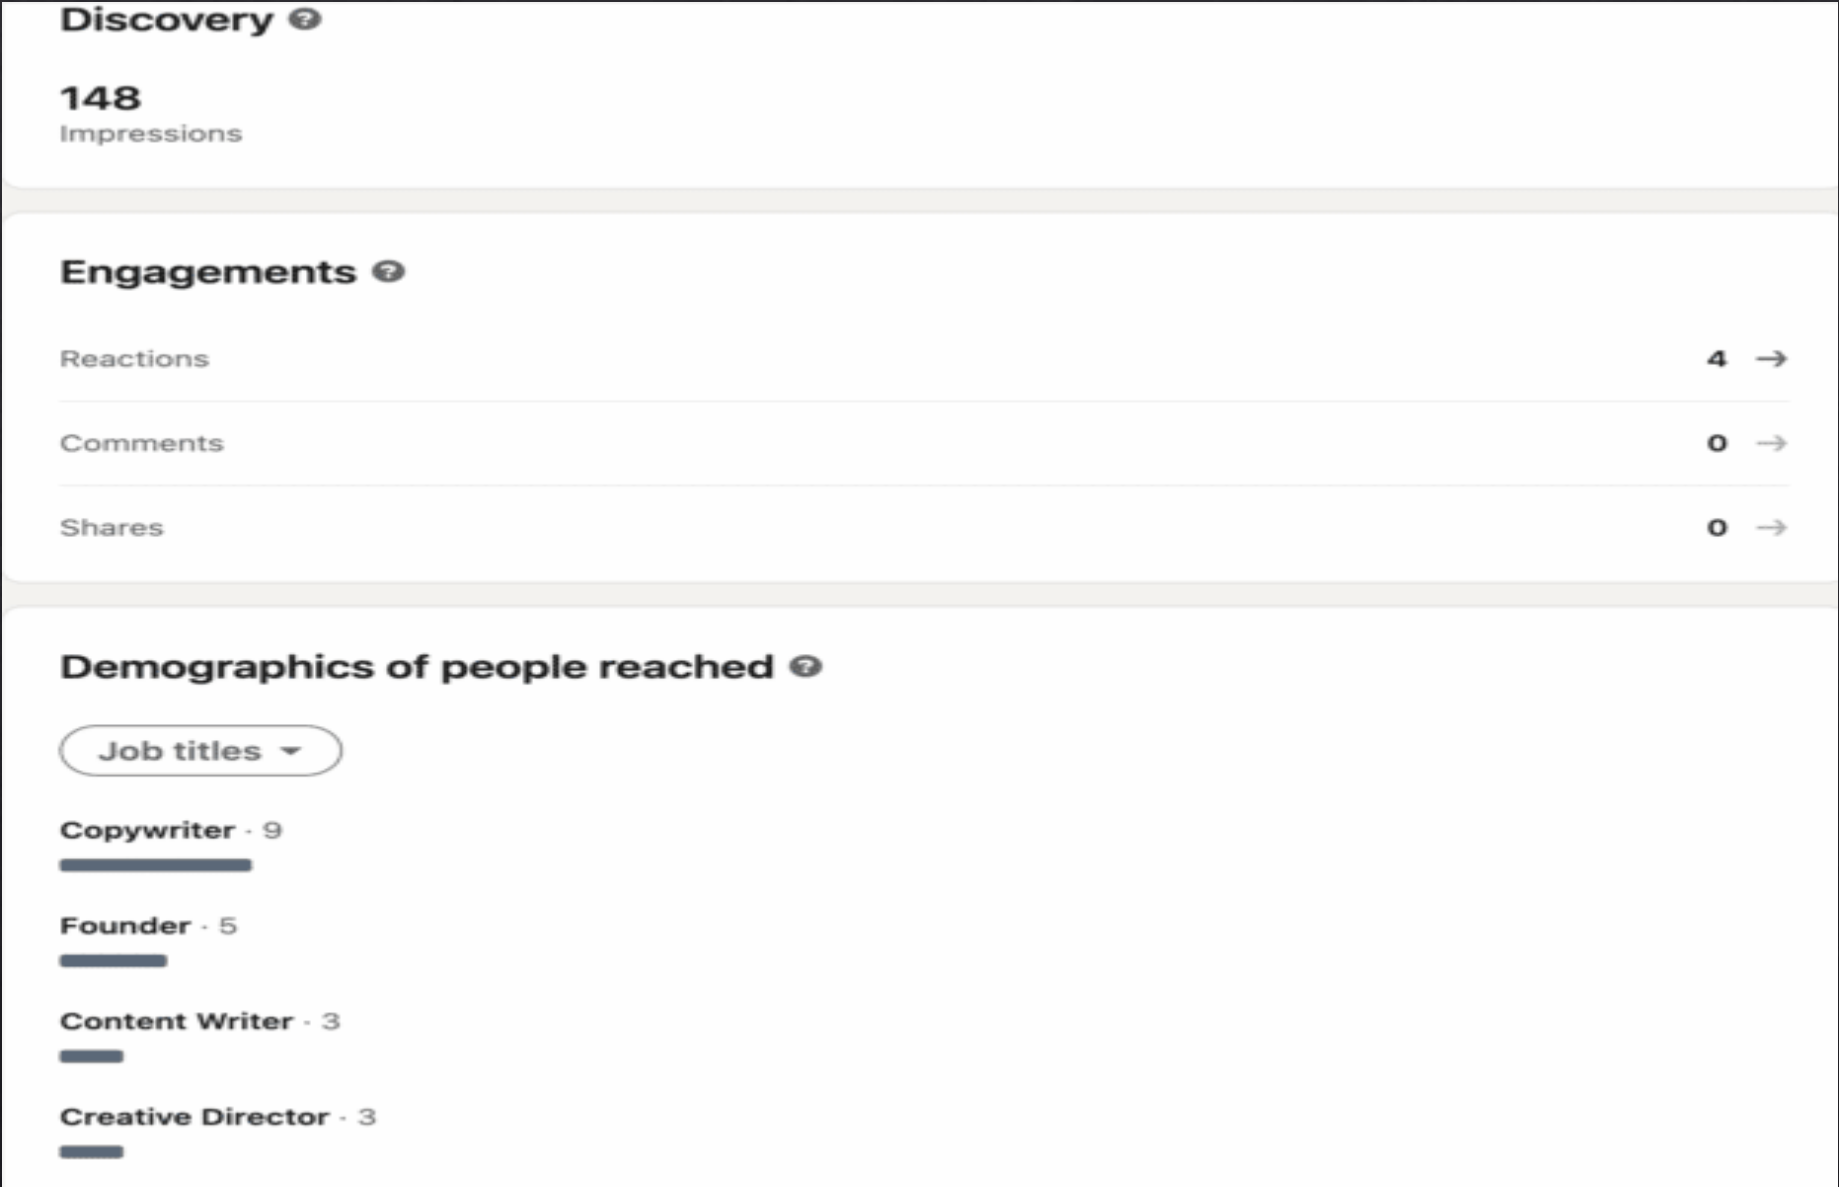 Discovery
148
Impressions
Engagements
Reactions 4
Comments 0
Shares 0
Demographics of people reached
Job titles
Copywriter · 9
Founder · 5
Content Writer · 3
Creative Director · 3